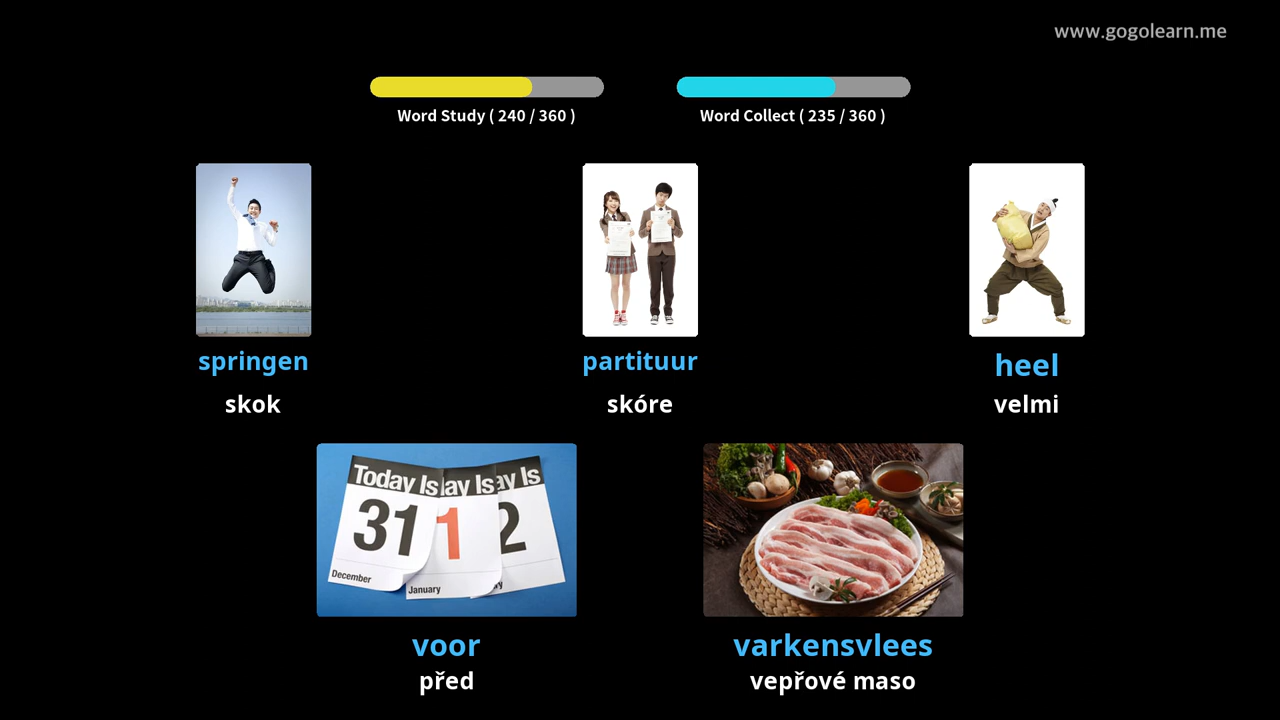 www.gogolearn.me
Word Study ( 240 / 360 )
Word Collect ( 235 / 360 )
springen
skok
partituur
skóre
heel
velmi
Today Is
ay Is
ay Is
31
1
2
December
January
voor
před
varkensvlees
vepřové maso